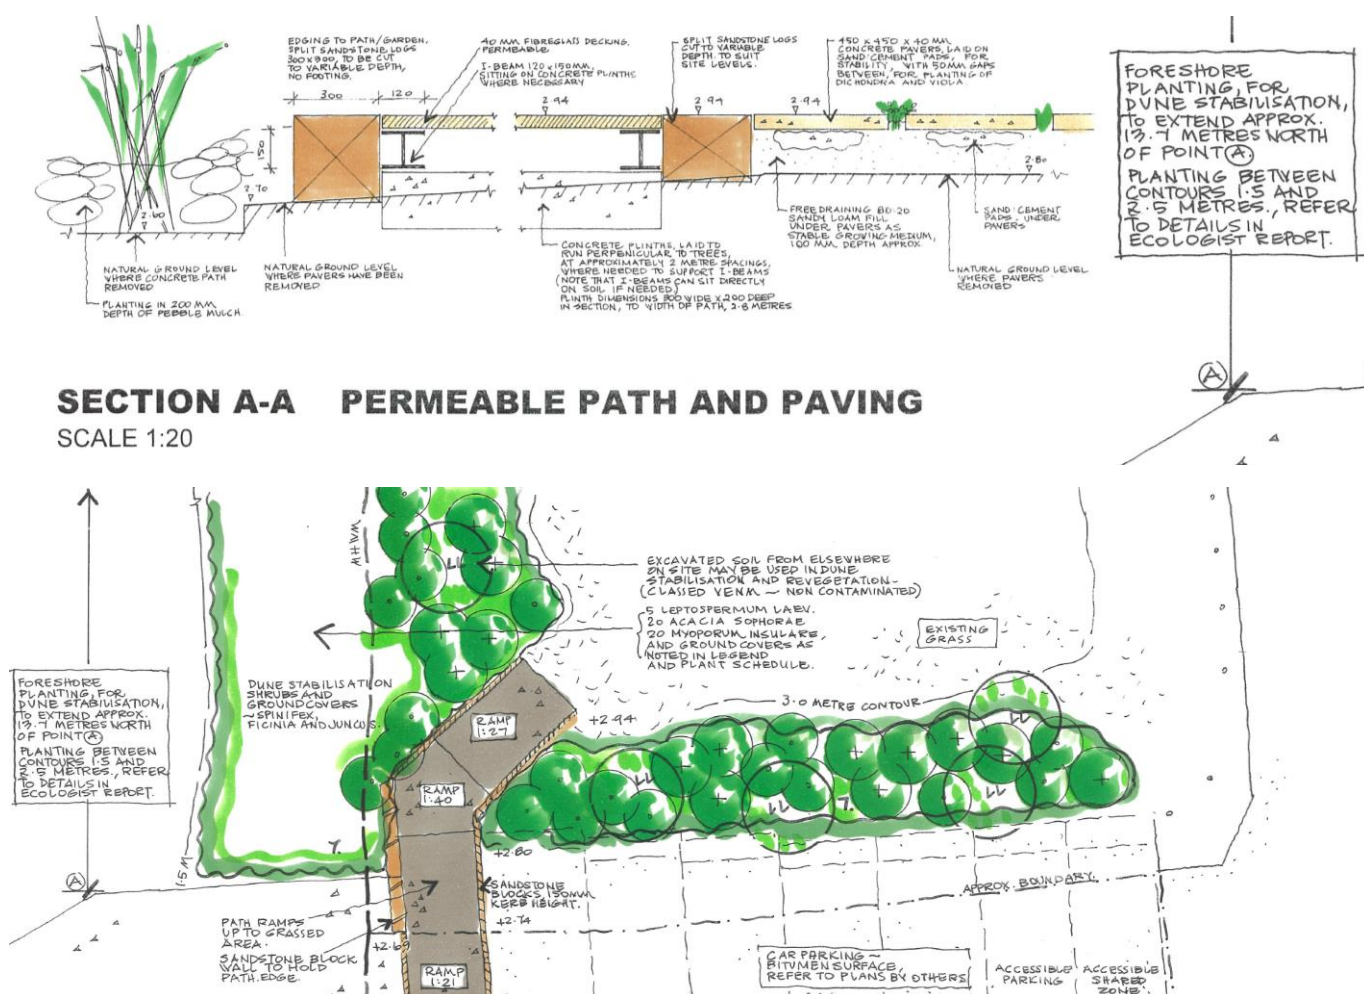 EDGING TO PATH/GARDEN,
SPLIT SANDSTONE LOGS
300 x 300, TO BE CUT
TO VARIABLE DEPTH,
NO FOOTING.
40 MM FIBREGLASS DECKING,
PERMEABLE
I-BEAM 120 x 150MM,
SITTING ON CONCRETE PLINTHS
WHERE NECESSARY
SPLIT SANDSTONE LOGS
CUT TO VARIABLE
DEPTH. TO SUIT
SITE LEVELS.
450 x 450 x 40 MM
CONCRETE PAVERS, LAID ON
SAND CEMENT PADS, FOR
STABILITY, WITH 50MM GAPS
BETWEEN, FOR PLANTING OF
DICHONDRA AND VIOLA.
300
120
2.94
2.94
2.94
150
2.70
2.60
2.80
NATURAL GROUND LEVEL
WHERE CONCRETE PATH
REMOVED
PLANTING IN 200 MM
DEPTH OF PEBBLE MULCH
NATURAL GROUND LEVEL
WHERE PAVERS HAVE BEEN
REMOVED
CONCRETE PLINTHS, LAID TO
RUN PERPENICULAR TO TREES,
AT APPROXIMATELY 2 METRE SPACINGS,
WHERE NEEDED TO SUPPORT I-BEAMS
(NOTE THAT I-BEAMS CAN SIT DIRECTLY
ON SOIL IF NEEDED)
PLINTH DIMENSIONS 300 WIDE x 200 DEEP
IN SECTION, TO WIDTH OF PATH, 2.8 METRES
FREE DRAINING 80:20
SANDY LOAM FILL
UNDER PAVERS AS
STABLE GROWING MEDIUM,
100 MM DEPTH APPROX.
SAND:CEMENT
PADS, UNDER
PAVERS
NATURAL GROUND LEVEL
WHERE PAVERS
REMOVED
FORESHORE
PLANTING, FOR
DUNE STABILISATION,
TO EXTEND APPROX.
13.7 METRES NORTH
OF POINT A.
PLANTING BETWEEN
CONTOURS 1.5 AND
2.5 METRES., REFER
TO DETAILS IN
ECOLOGIST REPORT.
A
SECTION A-A PERMEABLE PATH AND PAVING
SCALE 1:20
MHWM
EXCAVATED SOIL FROM ELSEWHERE
ON SITE MAY BE USED IN DUNE
STABILISATION AND REVEGETATION-
(CLASSED VENM ~ NON CONTAMINATED)
5 LEPTOSPERMUM LAEV.
20 ACACIA SOPHORAE
20 MYOPORUM INSULARE,
AND GROUND COVERS AS
NOTED IN LEGEND
AND PLANT SCHEDULE.
EXISTING
GRASS
FORESHORE
PLANTING, FOR
DUNE STABILISATION,
TO EXTEND APPROX.
13.7 METRES NORTH
OF POINT A
PLANTING BETWEEN
CONTOURS 1.5 AND
2.5 METRES., REFER
TO DETAILS IN
ECOLOGIST REPORT.
A
DUNE STABILISATION
SHRUBS AND
GROUNDCOVERS
~ SPINIFEX,
FICINIA AND JUNCUS.
LL
RAMP
1:27
+2.94
3.0 METRE CONTOUR
LL
LL
LL
LL
7.
RAMP
1:40
7.
1.5 M
+2.80
SANDSTONE
BLOCKS, 150MM
KERB HEIGHT.
+2.74
APPROX. BOUNDARY.
PATH RAMPS
UP TO GRASSED
AREA.
SANDSTONE BLOCK
WALL TO HOLD
PATH EDGE.
+2.69
RAMP
1:21
CAR PARKING ~
BITUMEN SURFACE,
REFER TO PLANS BY OTHERS
ACCESSIBLE
PARKING
ACCESSIBLE
SHARED
ZONE